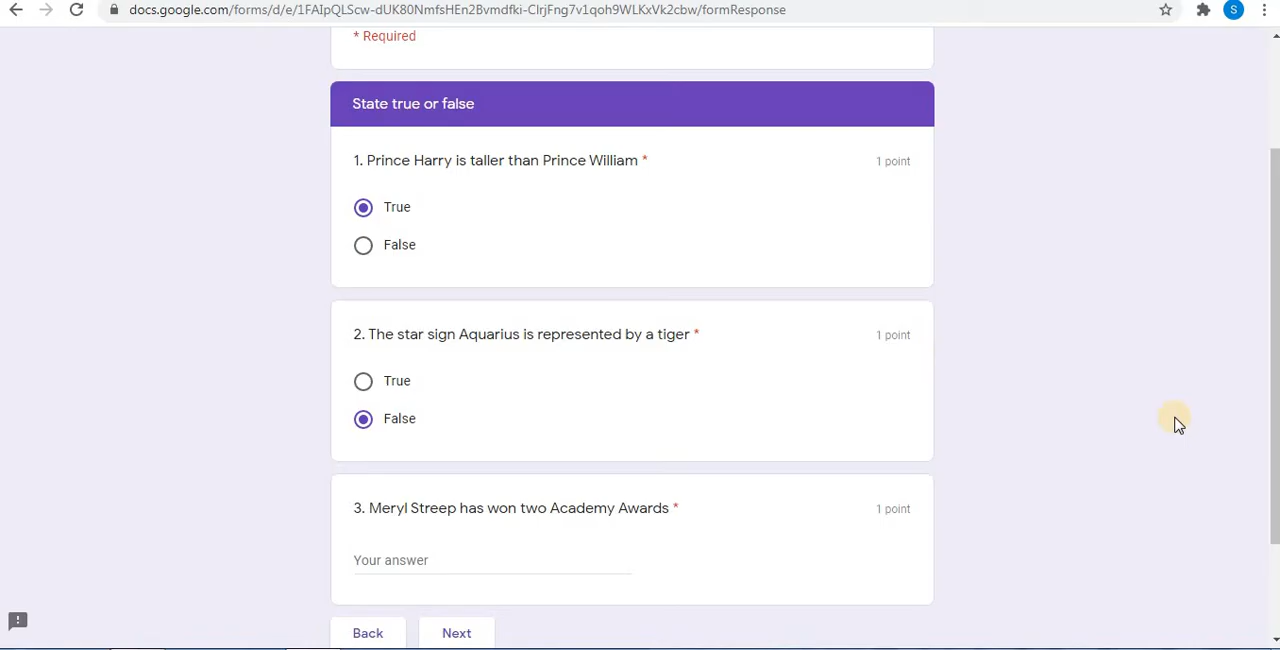 docs.google.com/forms/d/e/1FAIpQLScw-dUK80NmfsHEn2Bvmdfki-ClrjFng7v1qoh9WLKxVk2cbw/formResponse
S
* Required
State true or false
1. Prince Harry is taller than Prince William *
1 point
True
False
2. The star sign Aquarius is represented by a tiger *
1 point
True
False
3. Meryl Streep has won two Academy Awards *
1 point
Your answer
Back
Next